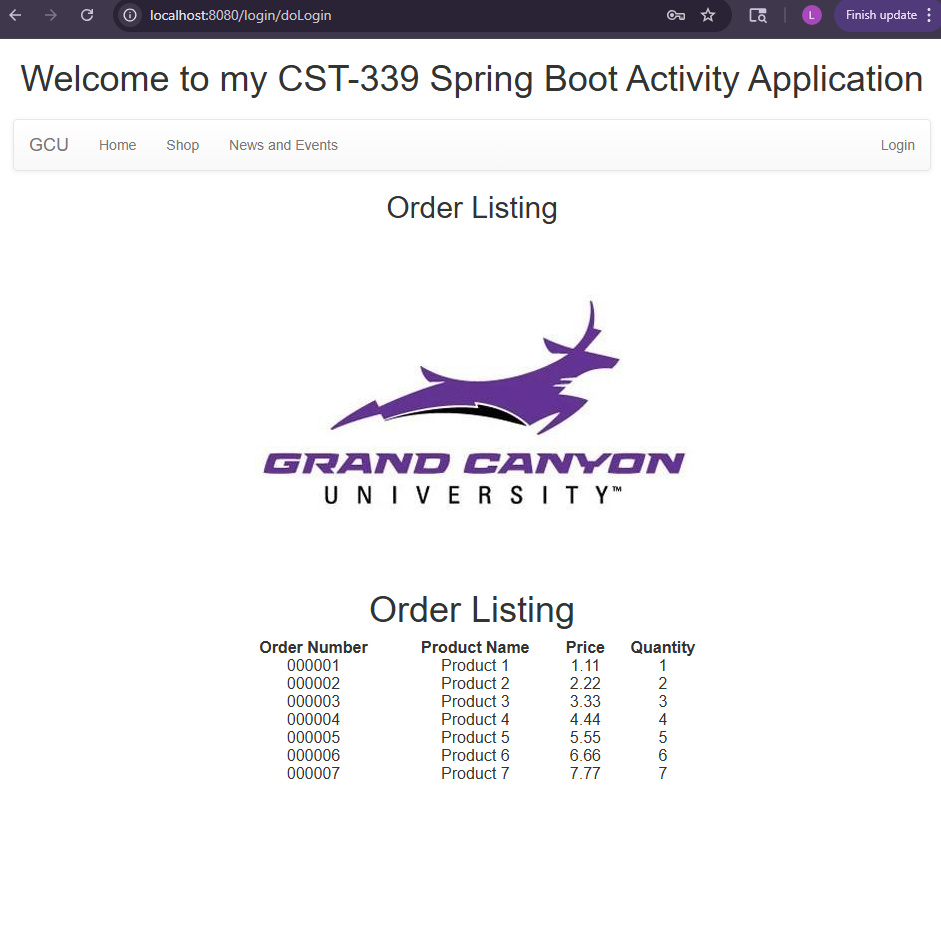 localhost:8080/login/doLogin
L
Finish update
Welcome to my CST-339 Spring Boot Activity Application
GCU Home Shop News and Events Login
Order Listing
GRAND CANYON
UNIVERSITY™
Order Listing
Order Number Product Name Price Quantity
000001 Product 1 1.11 1
000002 Product 2 2.22 2
000003 Product 3 3.33 3
000004 Product 4 4.44 4
000005 Product 5 5.55 5
000006 Product 6 6.66 6
000007 Product 7 7.77 7